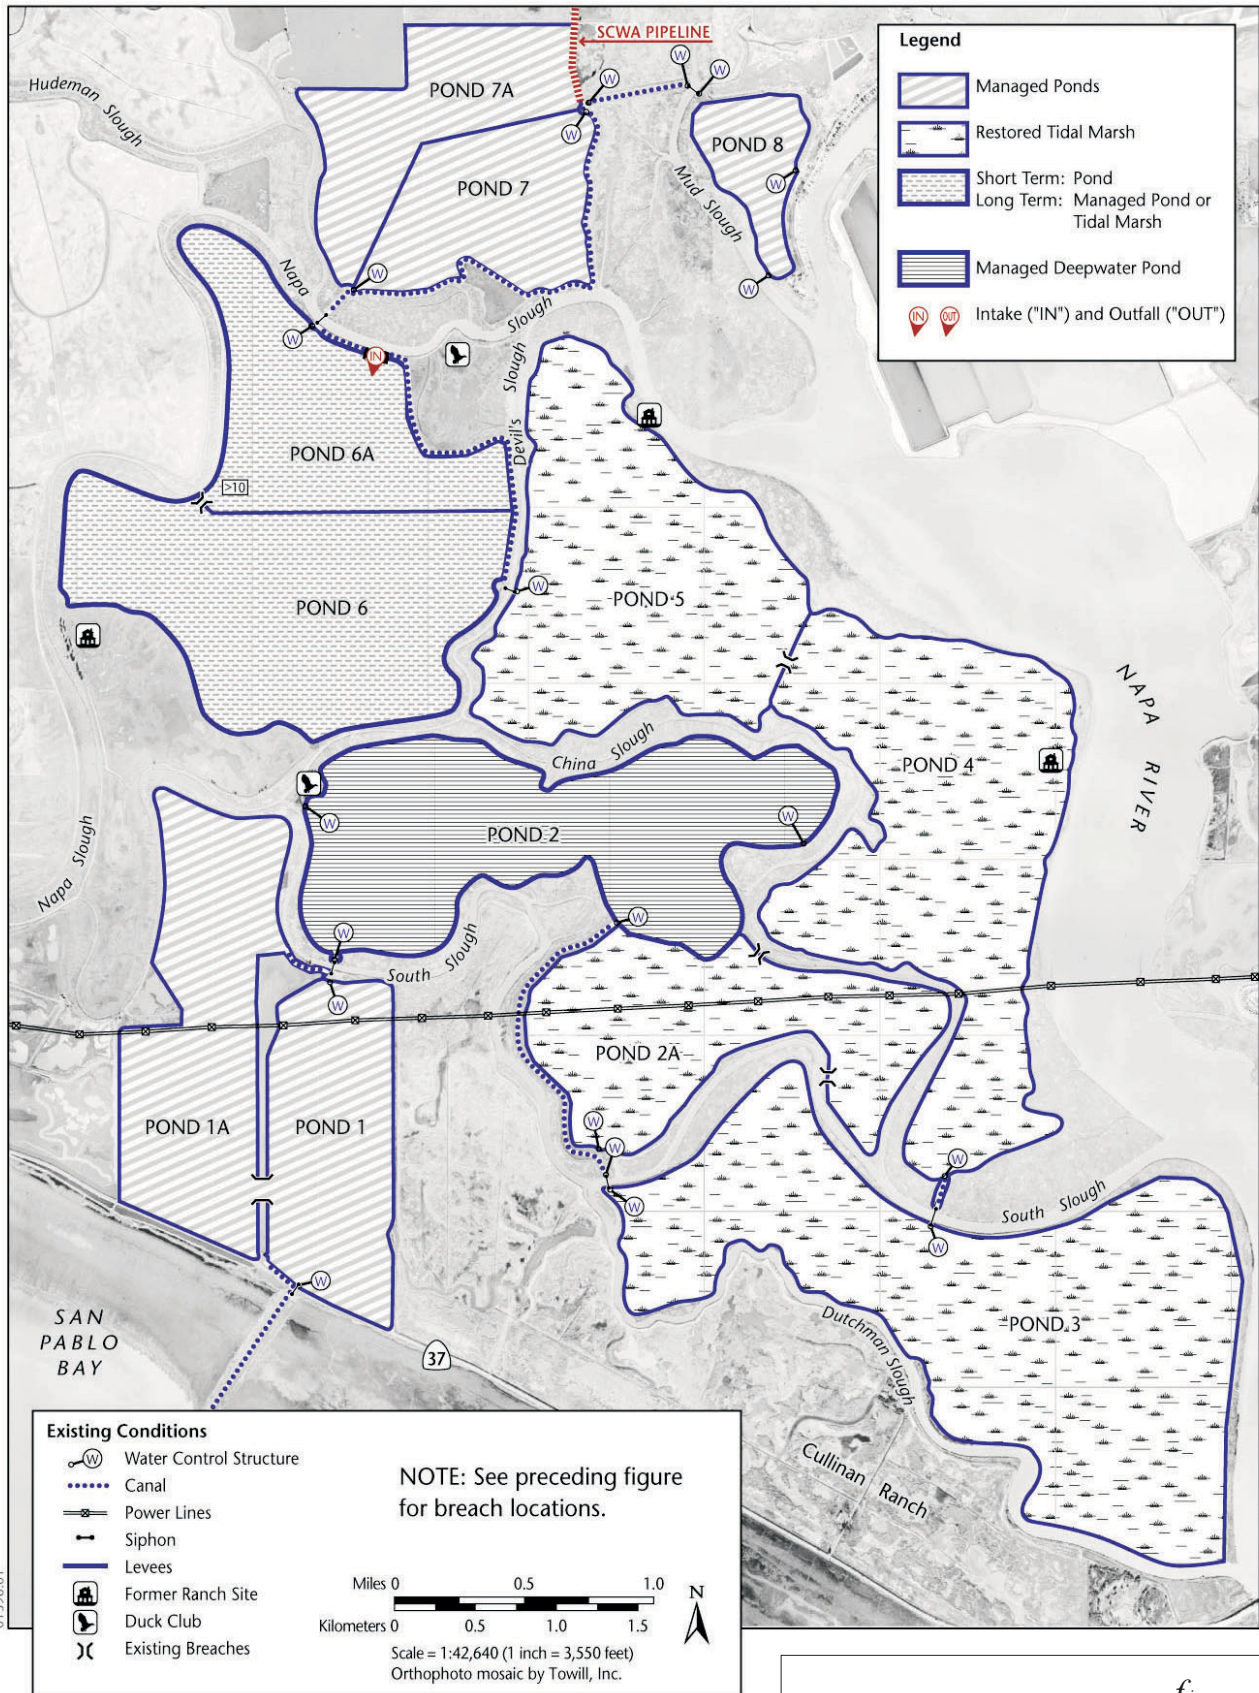 SCWA PIPELINE
Legend
Managed Ponds
Restored Tidal Marsh
Short Term: Pond
Long Term: Managed Pond or
Tidal Marsh
Managed Deepwater Pond
IN OUT Intake ("IN") and Outfall ("OUT")
Hudeman Slough
POND 7A
W
W
W
W
POND 8
POND 7
W
Mud Slough
W
Napa Slough
W
W
IN
Devil's Slough
POND 6A
>10
POND 6
W
POND 5
NAPA RIVER
China Slough
POND 4
W
W
POND 2
Napa Slough
W
W
South Slough
W
POND 2A
POND 1A
POND 1
W
W
W
W
W
South Slough
W
SAN
PABLO
BAY
37
Dutchman Slough
POND 3
Cullinan Ranch
Existing Conditions
W Water Control Structure
Canal
Power Lines
Siphon
Levees
Former Ranch Site
Duck Club
Existing Breaches
NOTE: See preceding figure
for breach locations.
Miles 0 0.5 1.0
Kilometers 0 0.5 1.0 1.5
N
Scale = 1:42,640 (1 inch = 3,550 feet)
Orthophoto mosaic by Towill, Inc.